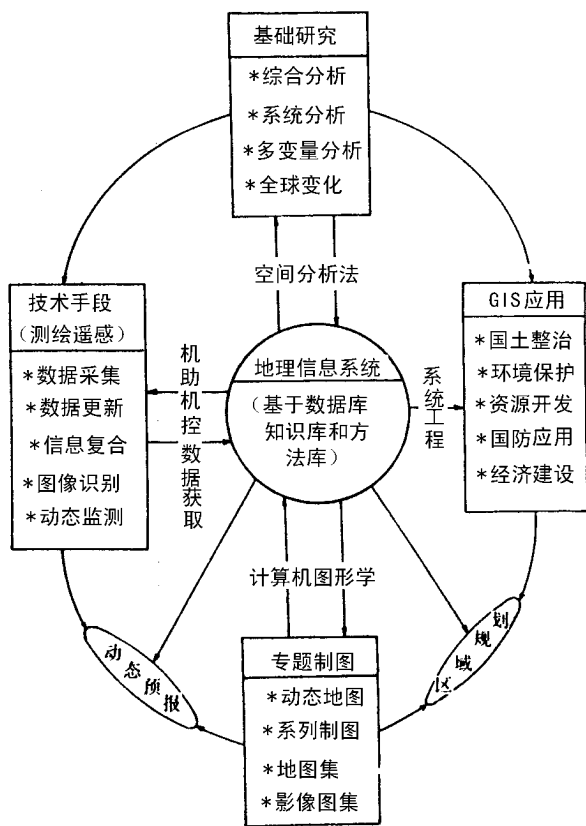 基础研究
*综合分析
*系统分析
*多变量分析
*全球变化
空间分析法
技术手段
（测绘遥感）
*数据采集
*数据更新
*信息复合
*图像识别
*动态监测
机助机控
数据获取
地理信息系统
（基于数据库
知识库和方
法库）
系统工程
GIS应用
*国土整治
*环境保护
*资源开发
*国防应用
*经济建设
计算机图形学
动态预报
区域规划
专题制图
*动态地图
*系列制图
*地图集
*影像图集